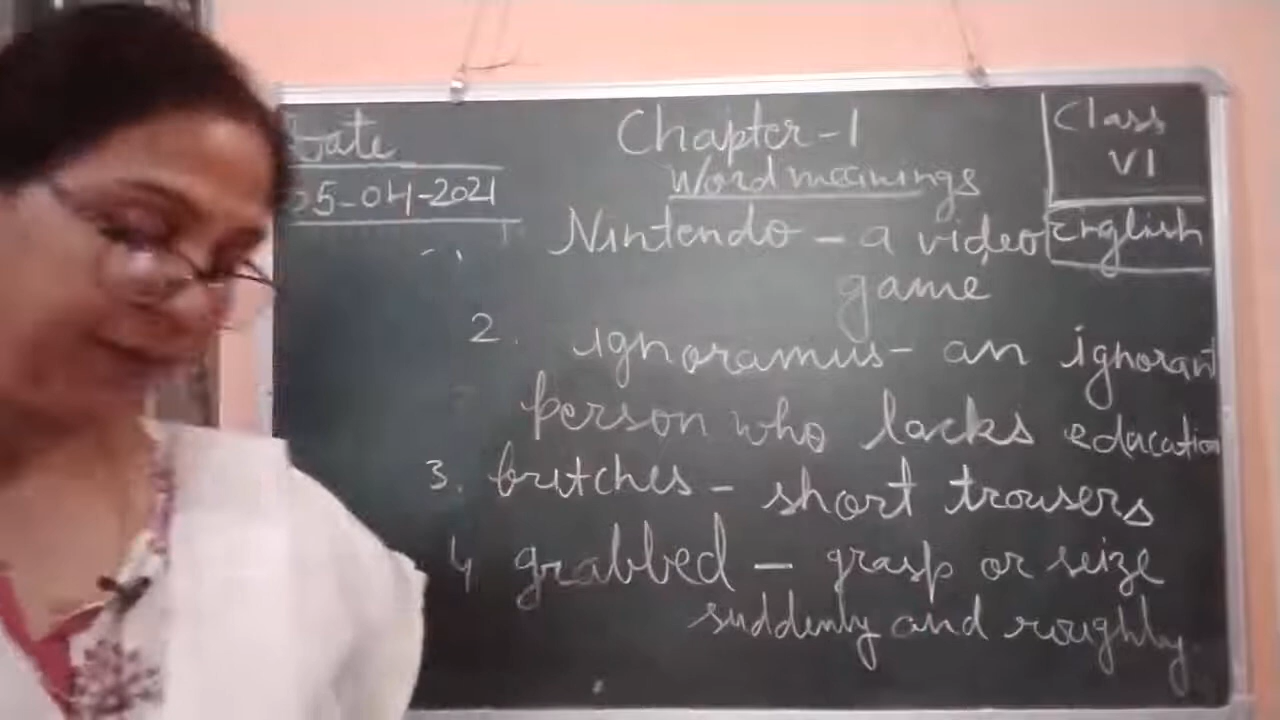 Date
05-04-2021
Chapter-1
Word meanings
Class
VI
English
1. Nintendo - a video
game
2. ignoramus - an ignorant
person who lacks education
3. britches - short trousers
4 grabbed - grasp or seize
suddenly and roughly